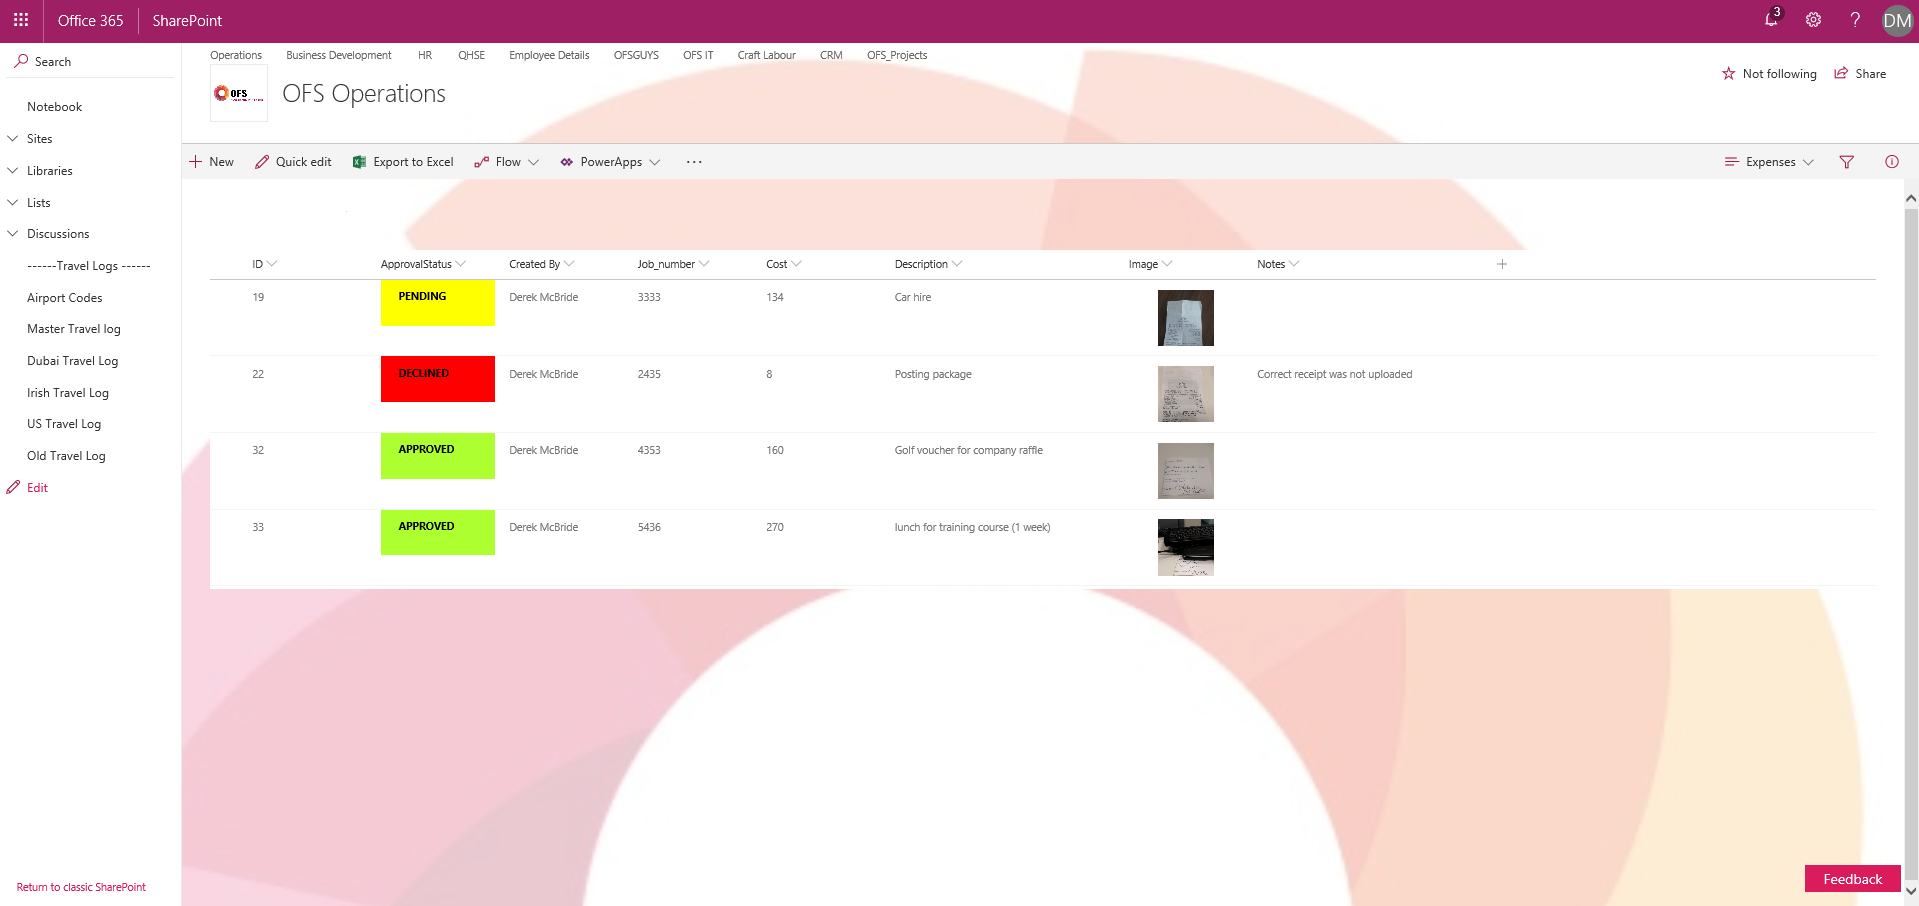 Office 365 SharePoint 3 ? DM
Search
Notebook
Sites
Libraries
Lists
Discussions
------Travel Logs ------
Airport Codes
Master Travel log
Dubai Travel Log
Irish Travel Log
US Travel Log
Old Travel Log
Edit
Return to classic SharePoint
Operations Business Development HR QHSE Employee Details OFSGUYS OFS IT Craft Labour CRM OFS_Projects
OFS
OFS Operations
Not following Share
New Quick edit Export to Excel Flow PowerApps ... Expenses
ID ApprovalStatus Created By Job_number Cost Description Image Notes
19 PENDING Derek McBride 3333 134 Car hire
22 DECLINED Derek McBride 2435 8 Posting package Correct receipt was not uploaded
32 APPROVED Derek McBride 4353 160 Golf voucher for company raffle
33 APPROVED Derek McBride 5436 270 lunch for training course (1 week)
Feedback